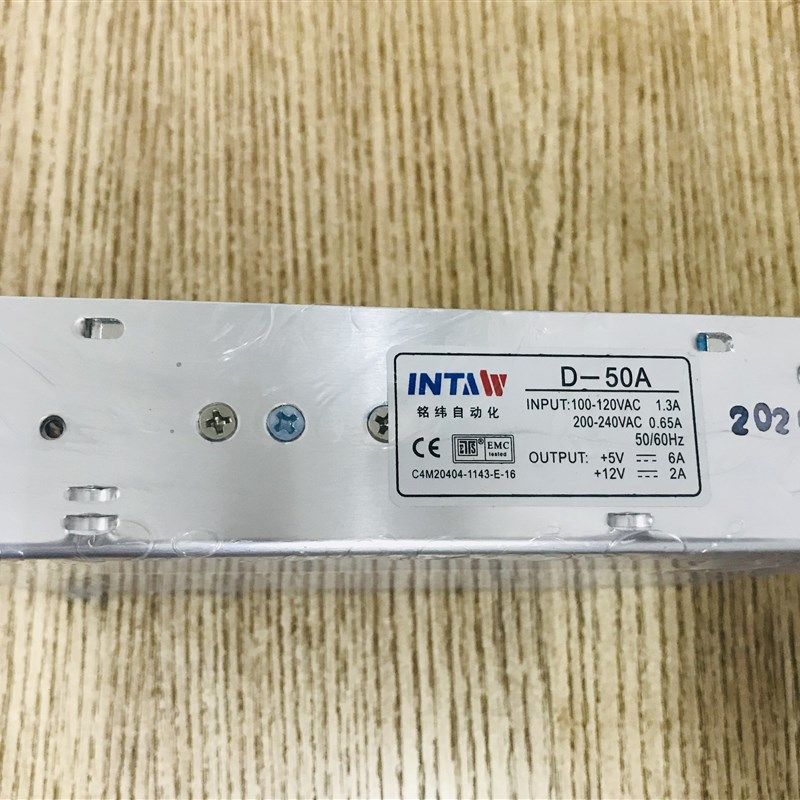 INTAW
铭纬自动化
CE
ETS
EMC
tested
C4M20404-1143-E-16
D-50A
INPUT:100-120VAC 1.3A
200-240VAC 0.65A
50/60Hz
OUTPUT: +5V 6A
+12V 2A
202